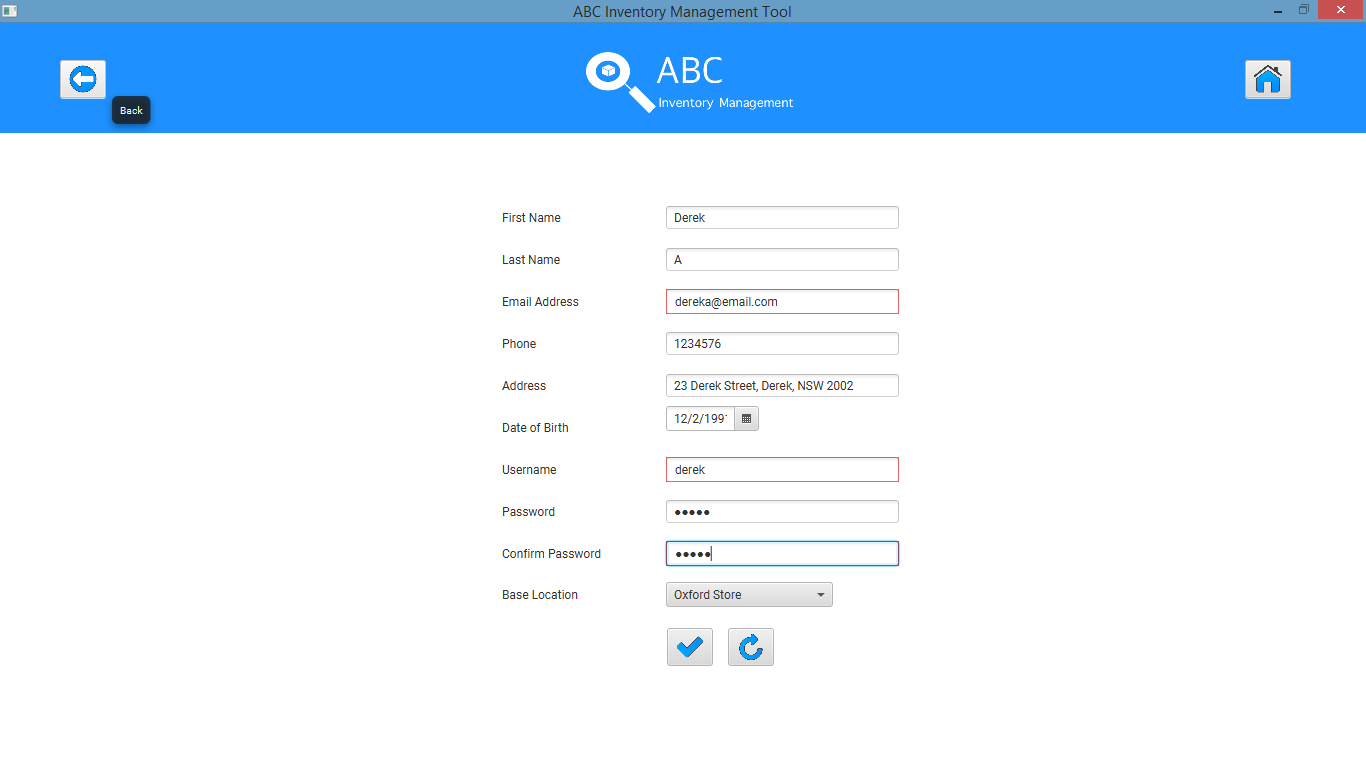 ABC Inventory Management Tool
ABC
Inventory Management
Back
First Name Derek
Last Name A
Email Address dereka@email.com
Phone 1234576
Address 23 Derek Street, Derek, NSW 2002
Date of Birth 12/2/199
Username derek
Password •••••
Confirm Password •••••
Base Location Oxford Store